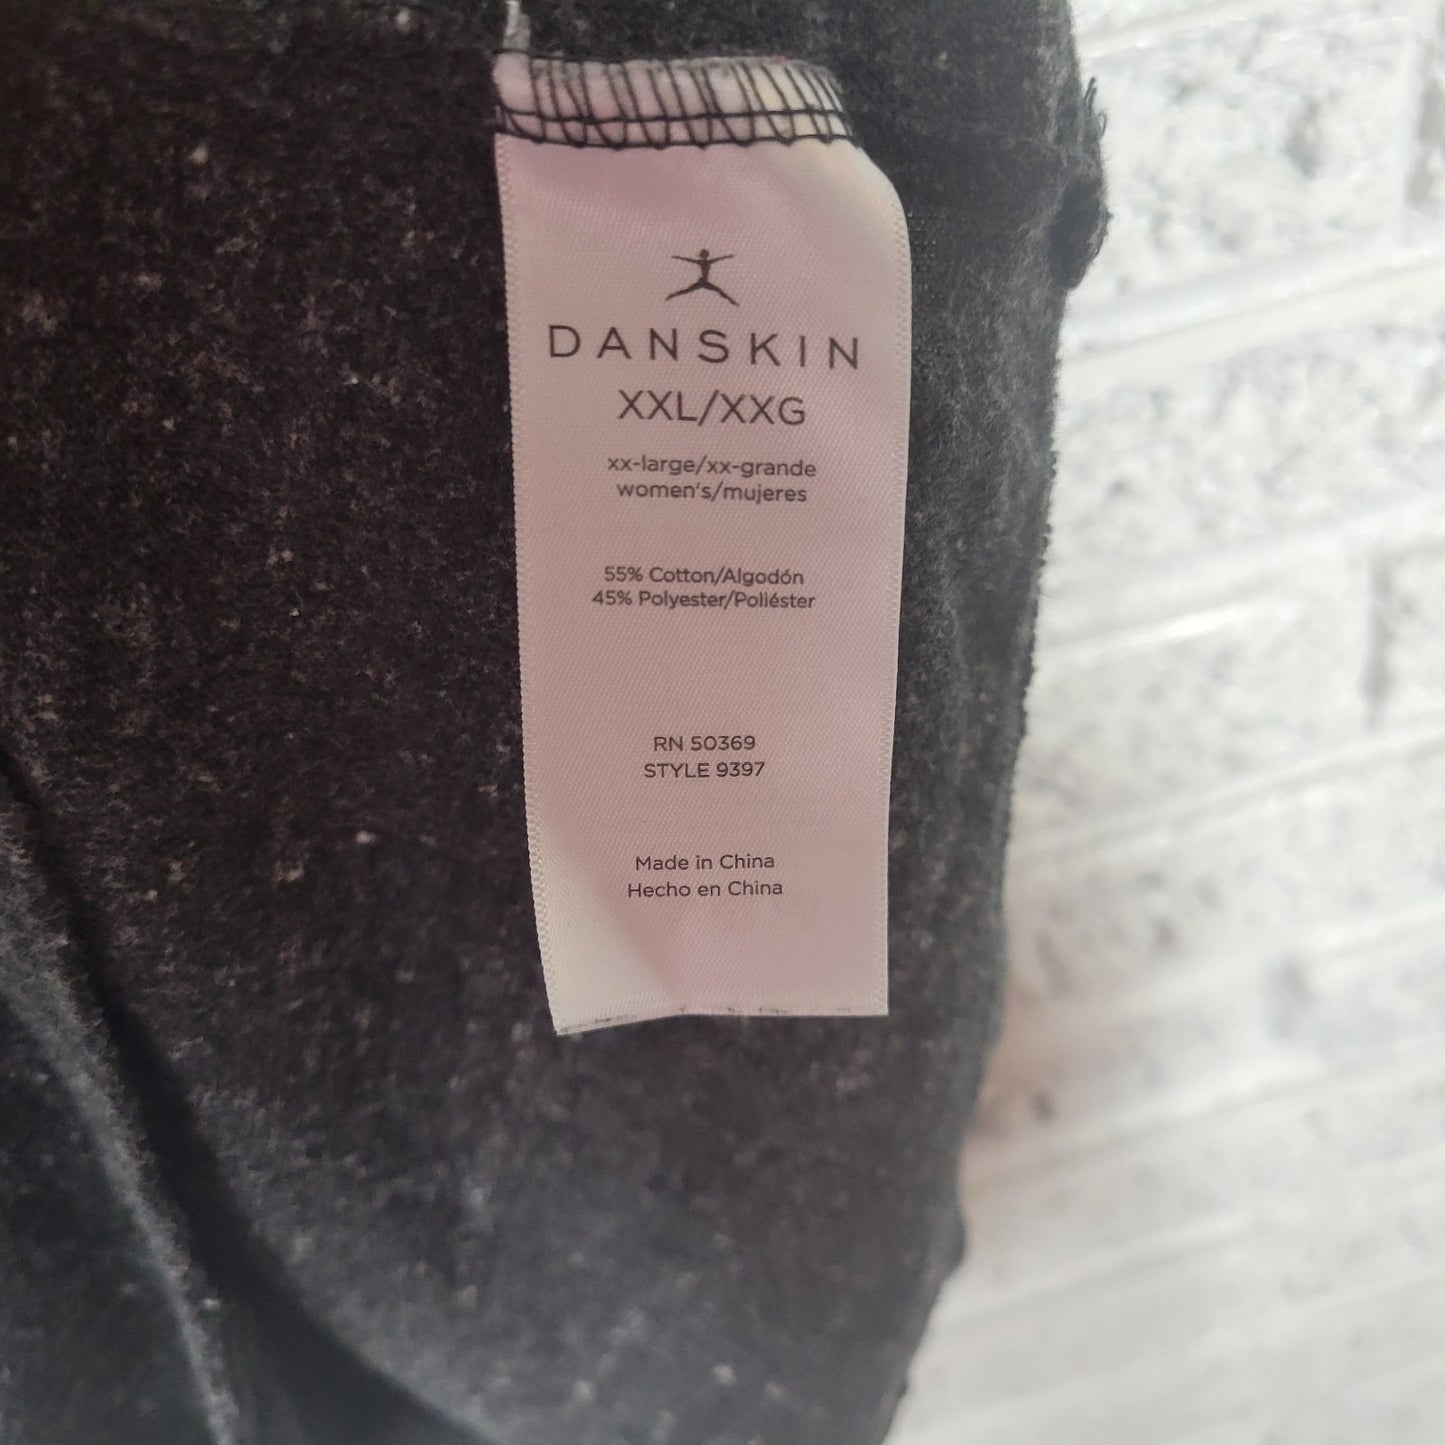 DANSKIN
XXL/XXG
xx-large/xx-grande
women's/mujeres
55% Cotton/Algodón
45% Polyester/Poliéster
RN 50369
STYLE 9397
Made in China
Hecho en China